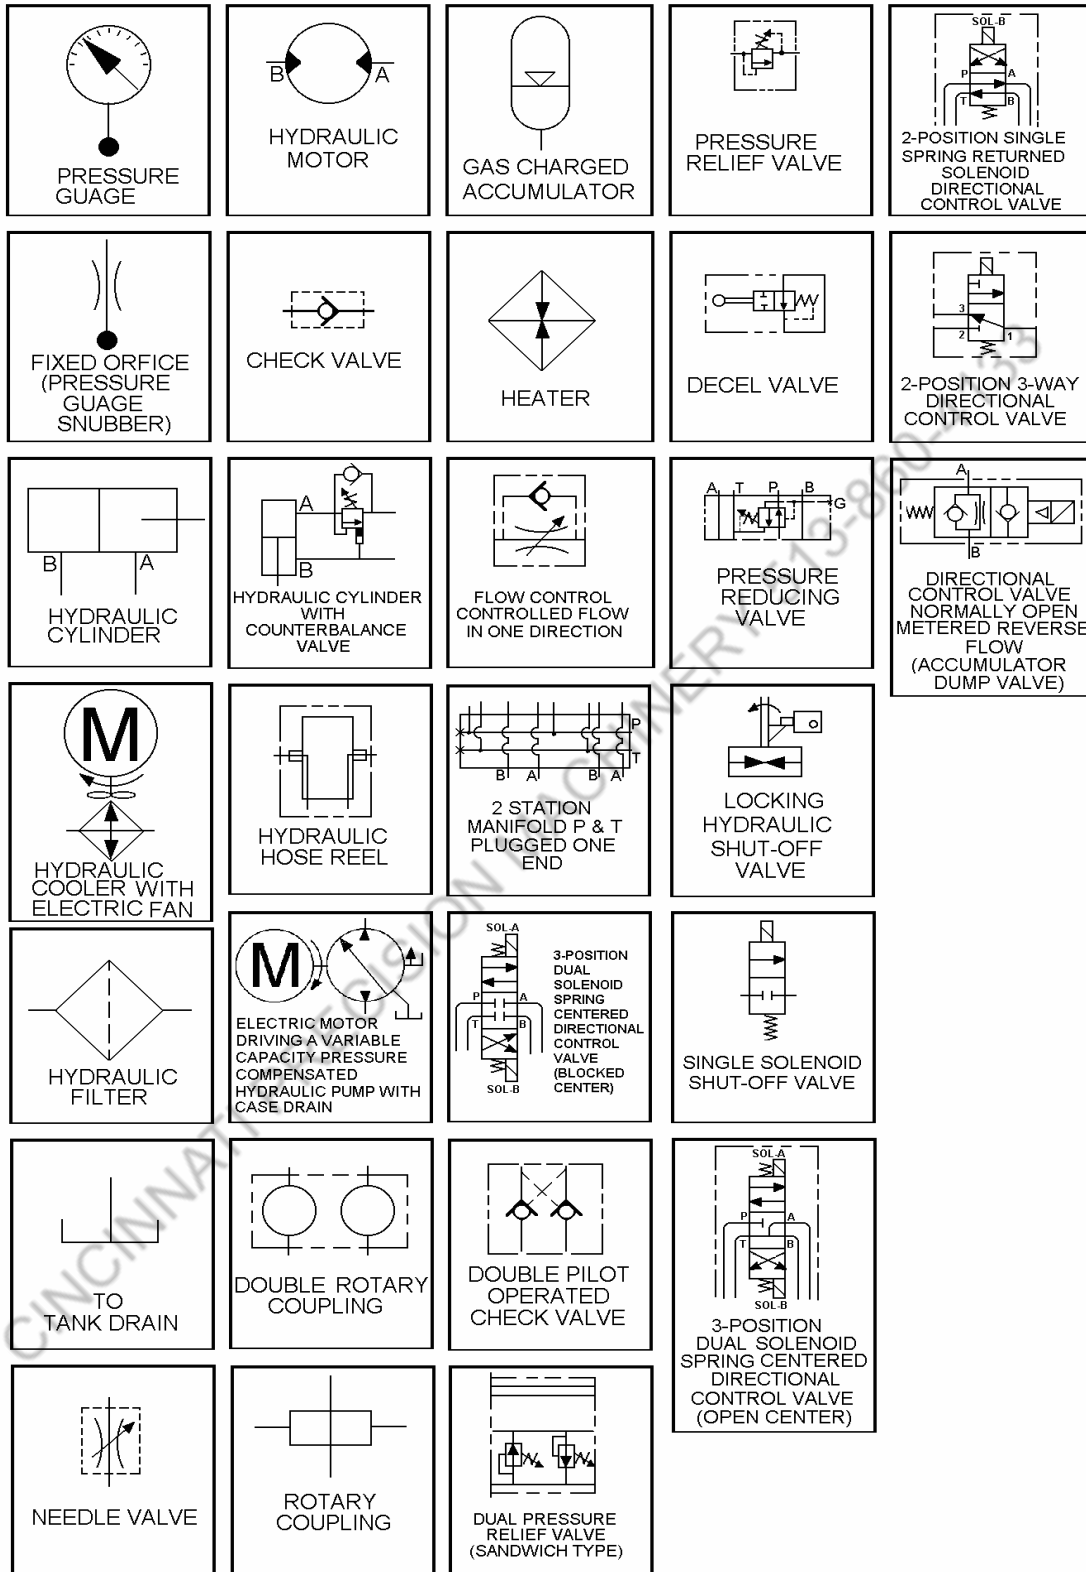 PRESSURE
GUAGE
B
A
HYDRAULIC
MOTOR
GAS CHARGED
ACCUMULATOR
PRESSURE
RELIEF VALVE
SOL-B
P
A
T
B
2-POSITION SINGLE
SPRING RETURNED
SOLENOID
DIRECTIONAL
CONTROL VALVE
FIXED ORFICE
(PRESSURE
GUAGE
SNUBBER)
CHECK VALVE
HEATER
DECEL VALVE
3
2
1
2-POSITION 3-WAY
DIRECTIONAL
CONTROL VALVE
B
A
HYDRAULIC
CYLINDER
A
B
HYDRAULIC CYLINDER
WITH
COUNTERBALANCE
VALVE
FLOW CONTROL
CONTROLLED FLOW
IN ONE DIRECTION
A T P B
G
PRESSURE
REDUCING
VALVE
A
B
DIRECTIONAL
CONTROL VALVE
NORMALLY OPEN
METERED REVERSE
FLOW
(ACCUMULATOR
DUMP VALVE)
M
HYDRAULIC
COOLER WITH
ELECTRIC FAN
HYDRAULIC
HOSE REEL
P
T
B A B A
2 STATION
MANIFOLD P & T
PLUGGED ONE
END
LOCKING
HYDRAULIC
SHUT-OFF
VALVE
HYDRAULIC
FILTER
M
ELECTRIC MOTOR
DRIVING A VARIABLE
CAPACITY PRESSURE
COMPENSATED
HYDRAULIC PUMP WITH
CASE DRAIN
SOL-A
P
A
T
B
SOL-B
3-POSITION
DUAL
SOLENOID
SPRING
CENTERED
DIRECTIONAL
CONTROL
VALVE
(BLOCKED
CENTER)
SINGLE SOLENOID
SHUT-OFF VALVE
TO
TANK DRAIN
DOUBLE ROTARY
COUPLING
DOUBLE PILOT
OPERATED
CHECK VALVE
SOL-A
P
A
T
B
SOL-B
3-POSITION
DUAL SOLENOID
SPRING CENTERED
DIRECTIONAL
CONTROL VALVE
(OPEN CENTER)
NEEDLE VALVE
ROTARY
COUPLING
DUAL PRESSURE
RELIEF VALVE
(SANDWICH TYPE)
CINCINNATI PRECISION MACHINERY 513-860-4133